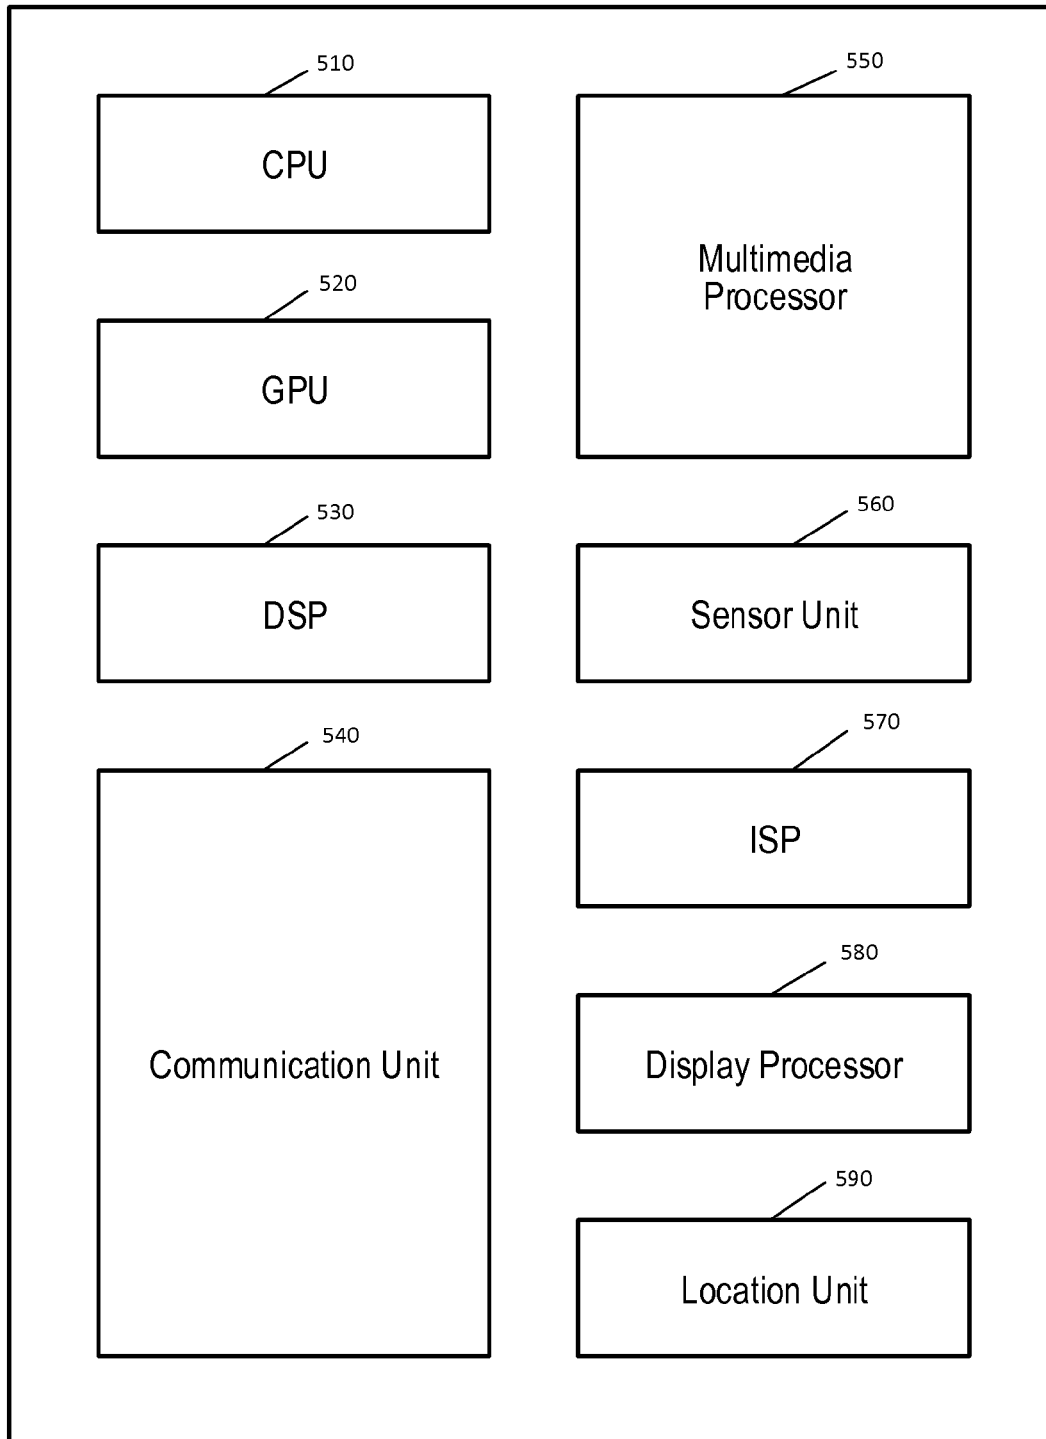 510
CPU
520
GPU
530
DSP
540
Communication Unit
550
Multimedia
Processor
560
Sensor Unit
570
ISP
580
Display Processor
590
Location Unit